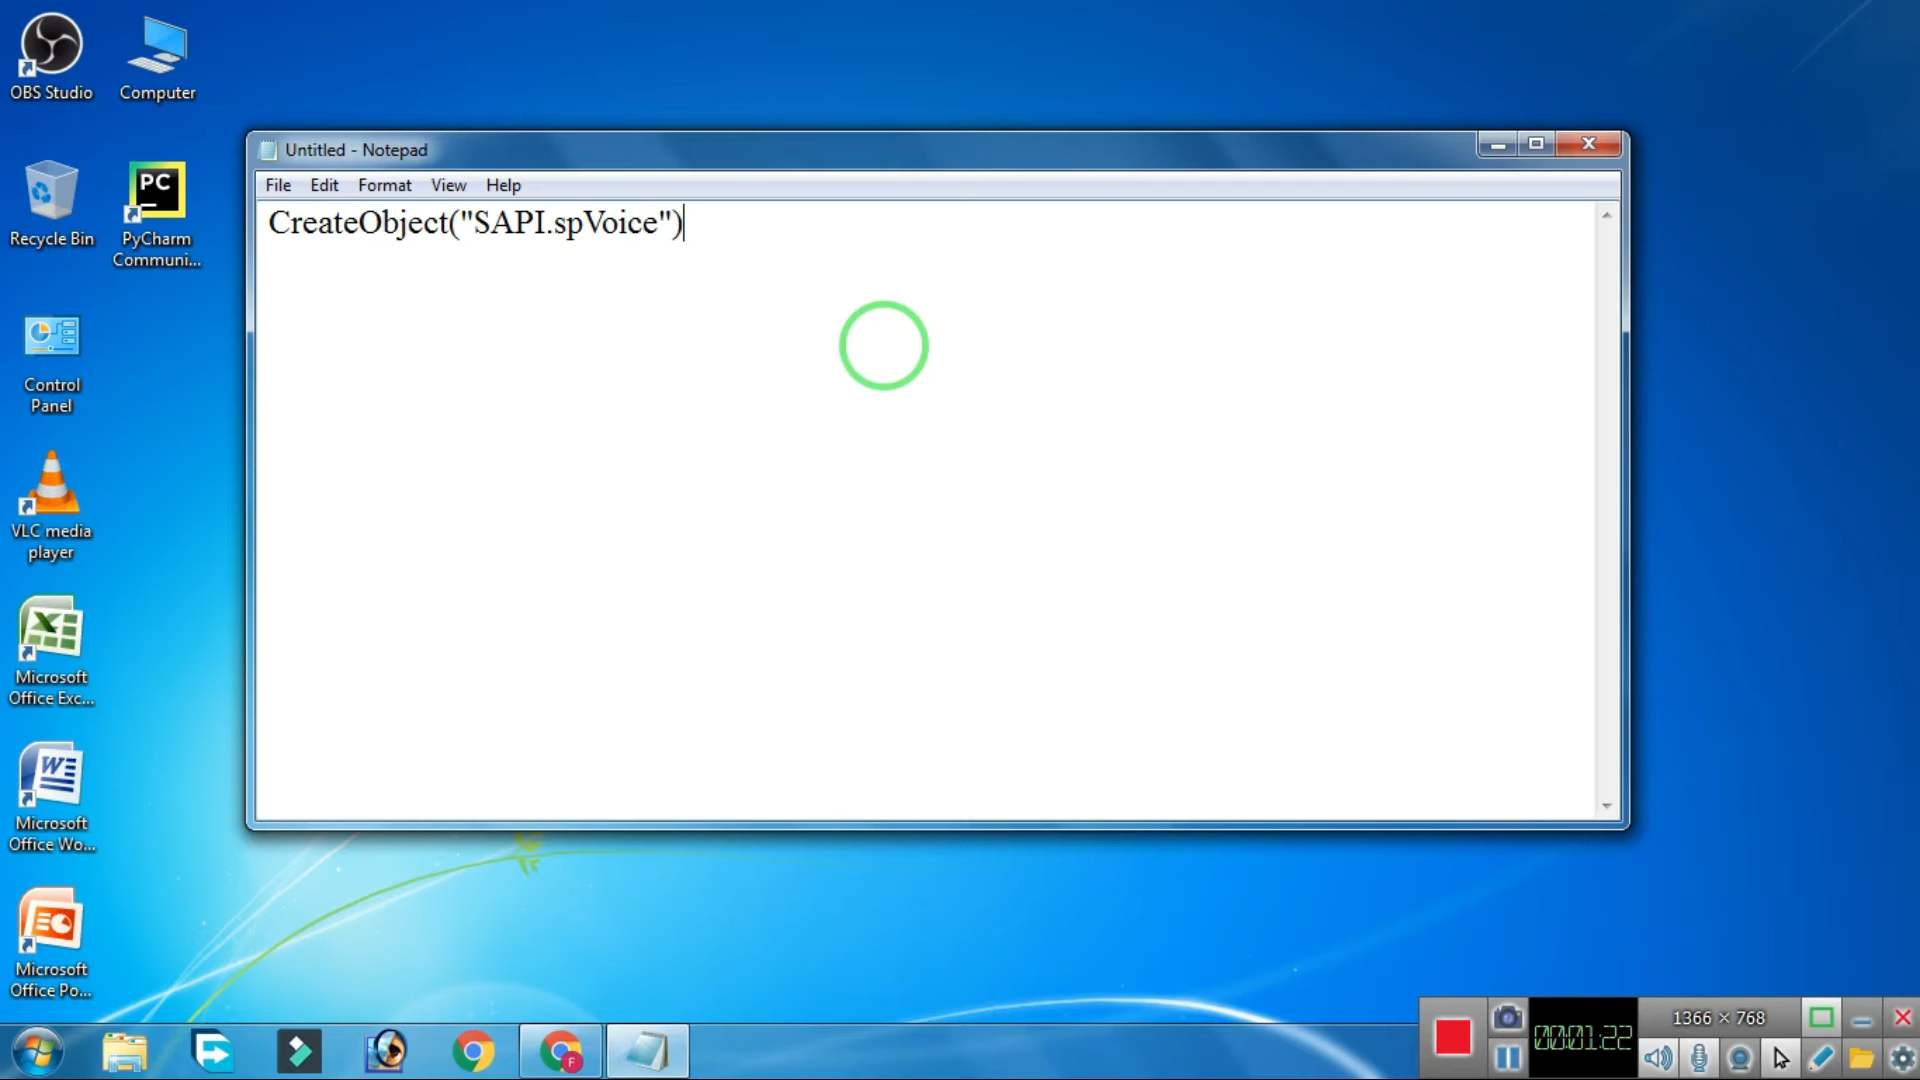 OBS Studio
Computer
Untitled - Notepad
File Edit Format View Help
CreateObject("SAPI.spVoice")
Recycle Bin
PC
PyCharm
Communi...
Control
Panel
VLC media
player
Microsoft
Office Exc...
W
Microsoft
Office Wo...
Microsoft
Office Po...
F
00:01:22
1366 × 768